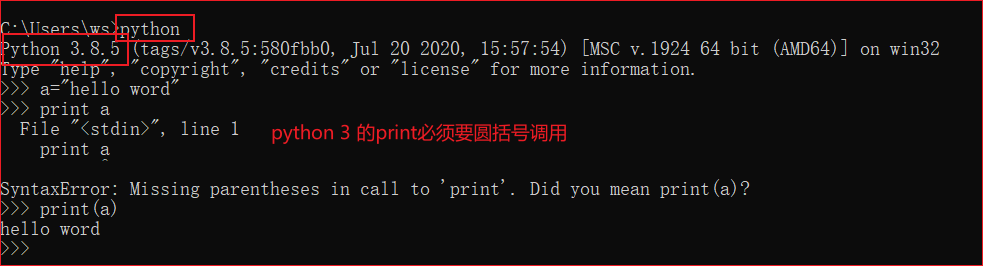 C:\Users\ws>python
Python 3.8.5 (tags/v3.8.5:580fbb0, Jul 20 2020, 15:57:54) [MSC v.1924 64 bit (AMD64)] on win32
Type "help", "copyright", "credits" or "license" for more information.
>>> a="hello word"
>>> print a
  File "<stdin>", line 1
python 3 的print必须要圆括号调用
    print a
          ^
SyntaxError: Missing parentheses in call to 'print'. Did you mean print(a)?
>>> print(a)
hello word
>>>